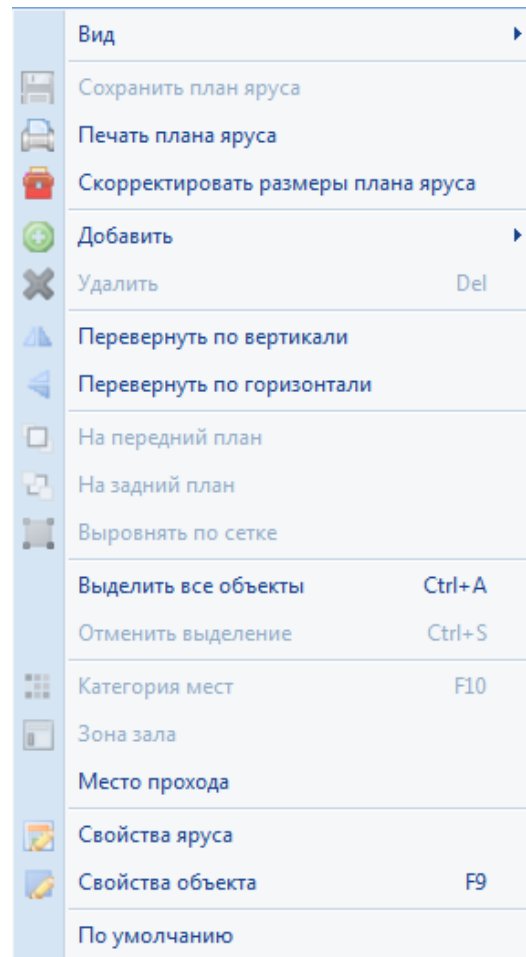 Вид
Сохранить план яруса
Печать плана яруса
Скорректировать размеры плана яруса
Добавить
Удалить Del
Перевернуть по вертикали
Перевернуть по горизонтали
На передний план
На задний план
Выровнять по сетке
Выделить все объекты Ctrl+A
Отменить выделение Ctrl+S
Категория мест F10
Зона зала
Место прохода
Свойства яруса
Свойства объекта F9
По умолчанию